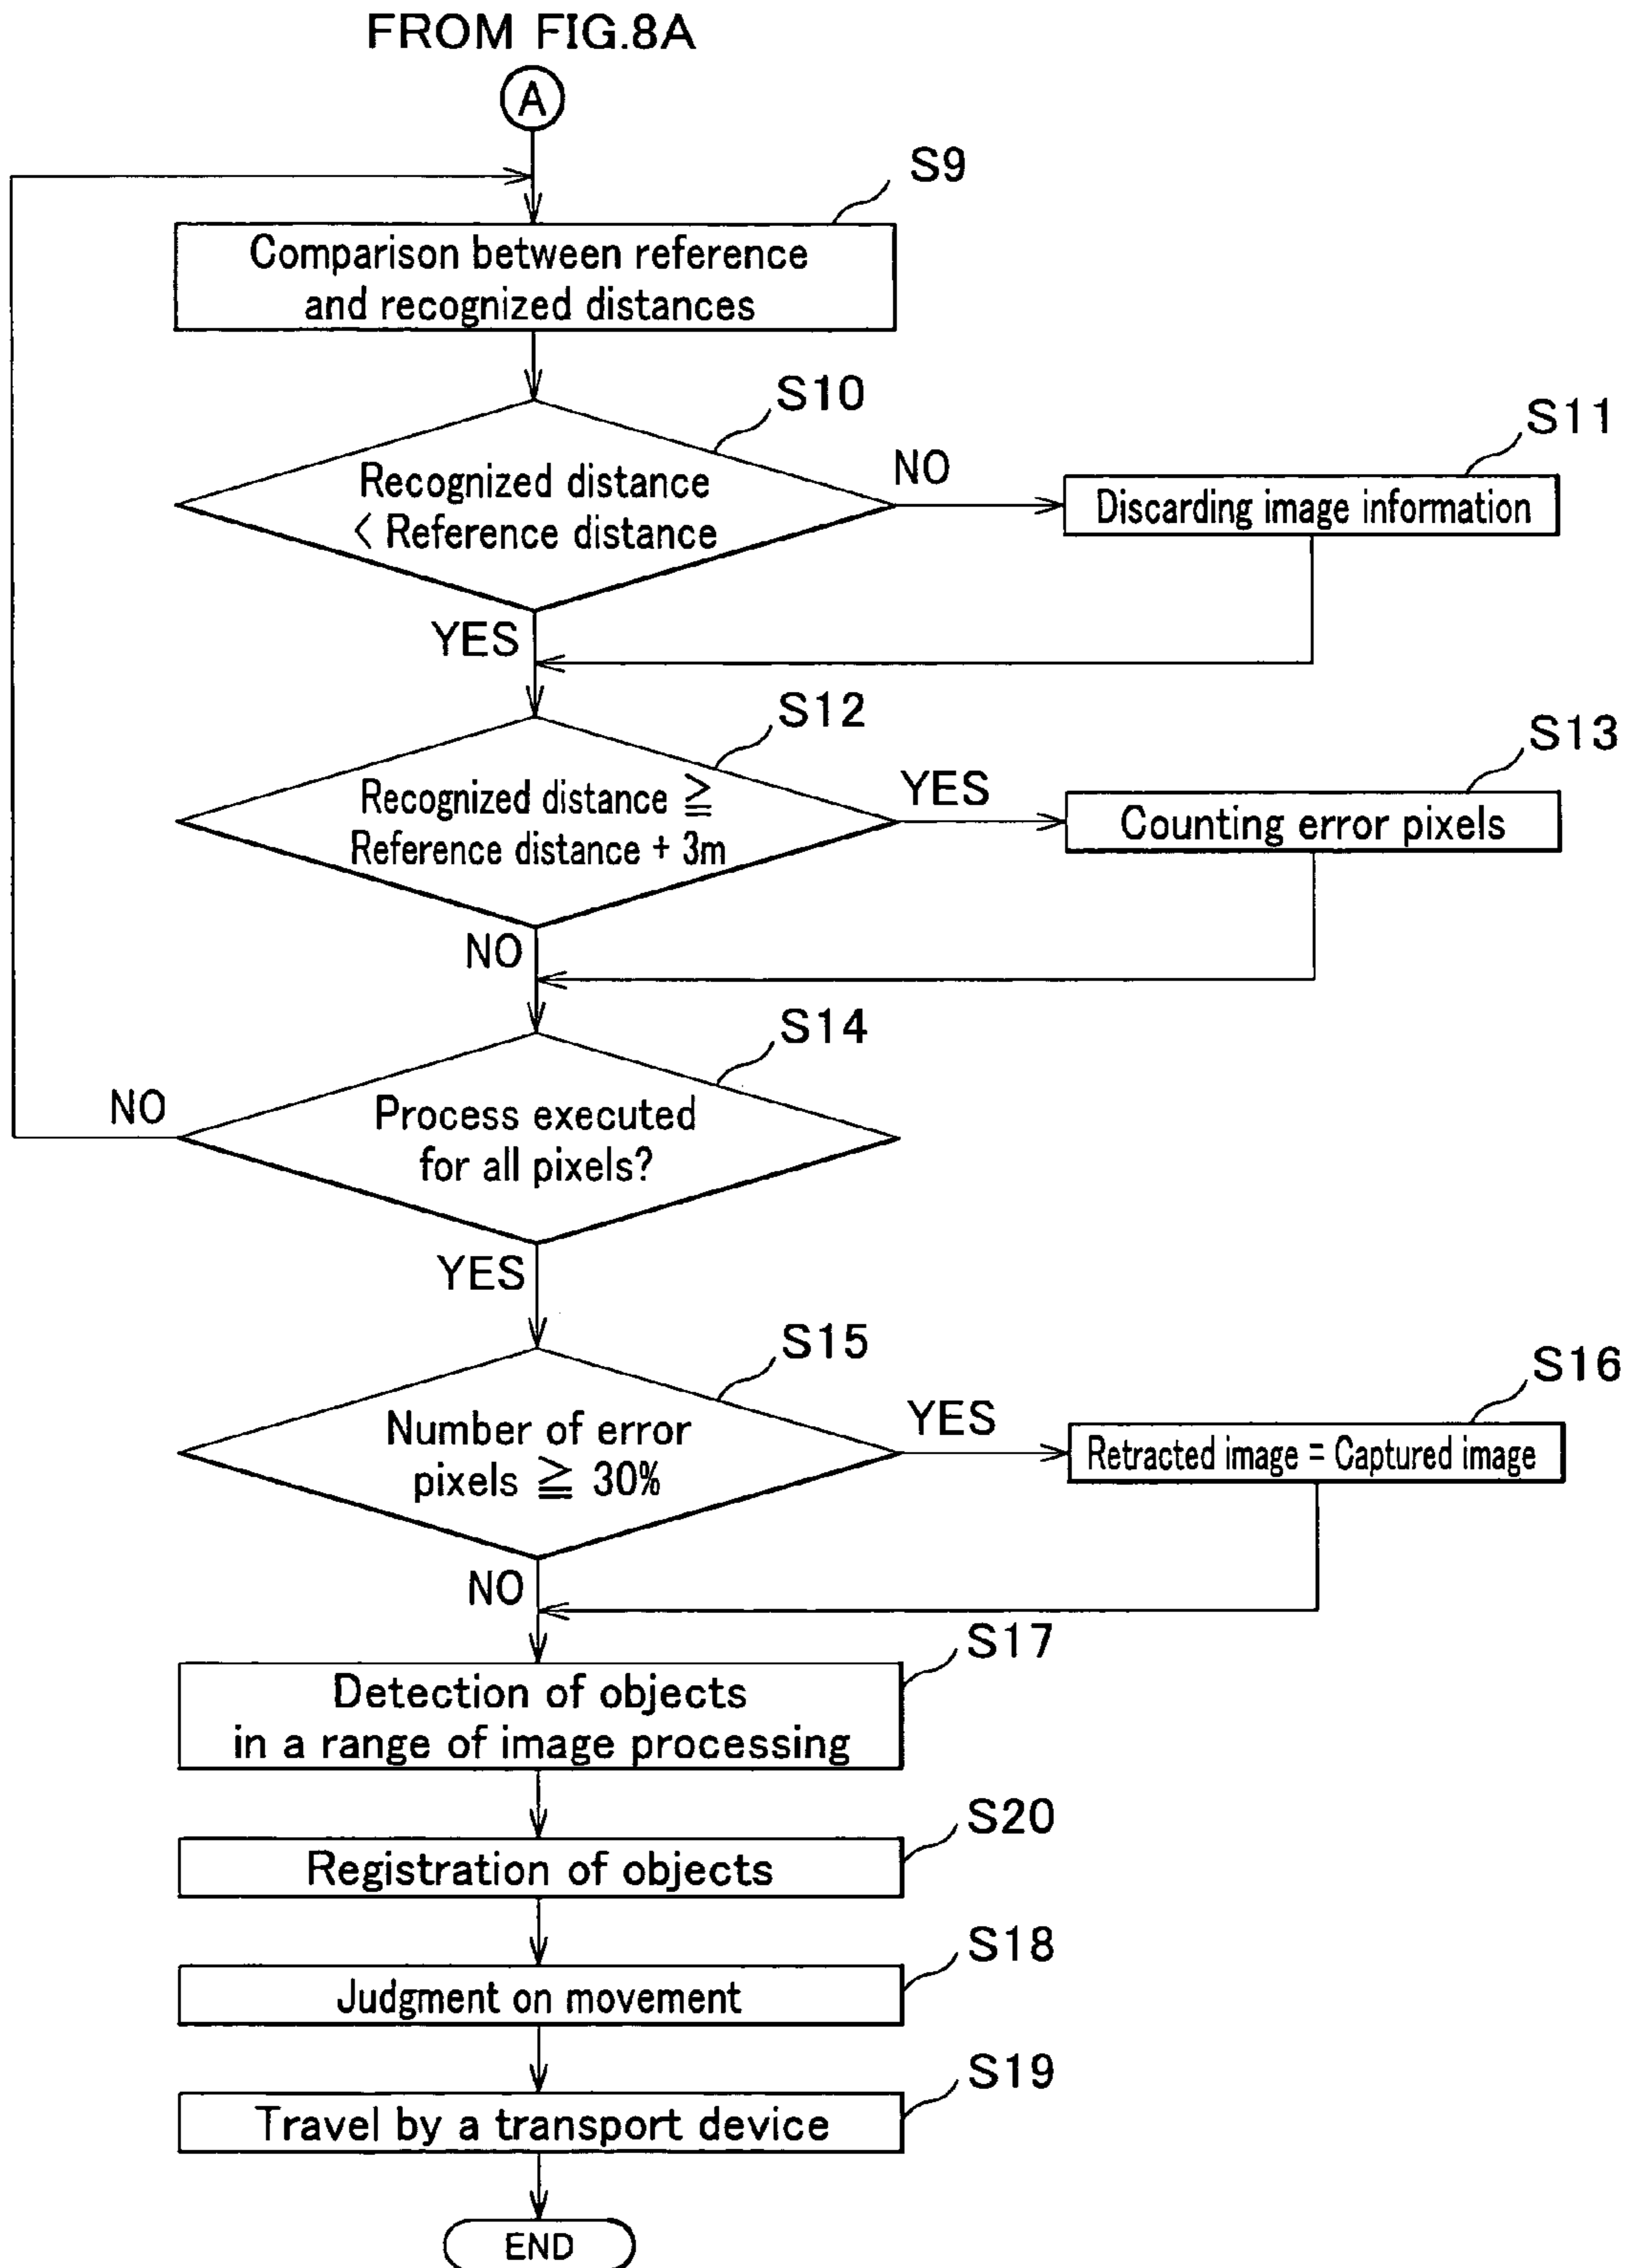 FROM FIG.8A
A
S9
Comparison between reference
and recognized distances
S10
Recognized distance
< Reference distance
NO
S11
Discarding image information
YES
S12
Recognized distance ≧
Reference distance + 3m
YES
S13
Counting error pixels
NO
S14
Process executed
for all pixels?
NO
YES
S15
Number of error
pixels ≧ 30%
YES
S16
Retracted image = Captured image
NO
S17
Detection of objects
in a range of image processing
S20
Registration of objects
S18
Judgment on movement
S19
Travel by a transport device
END